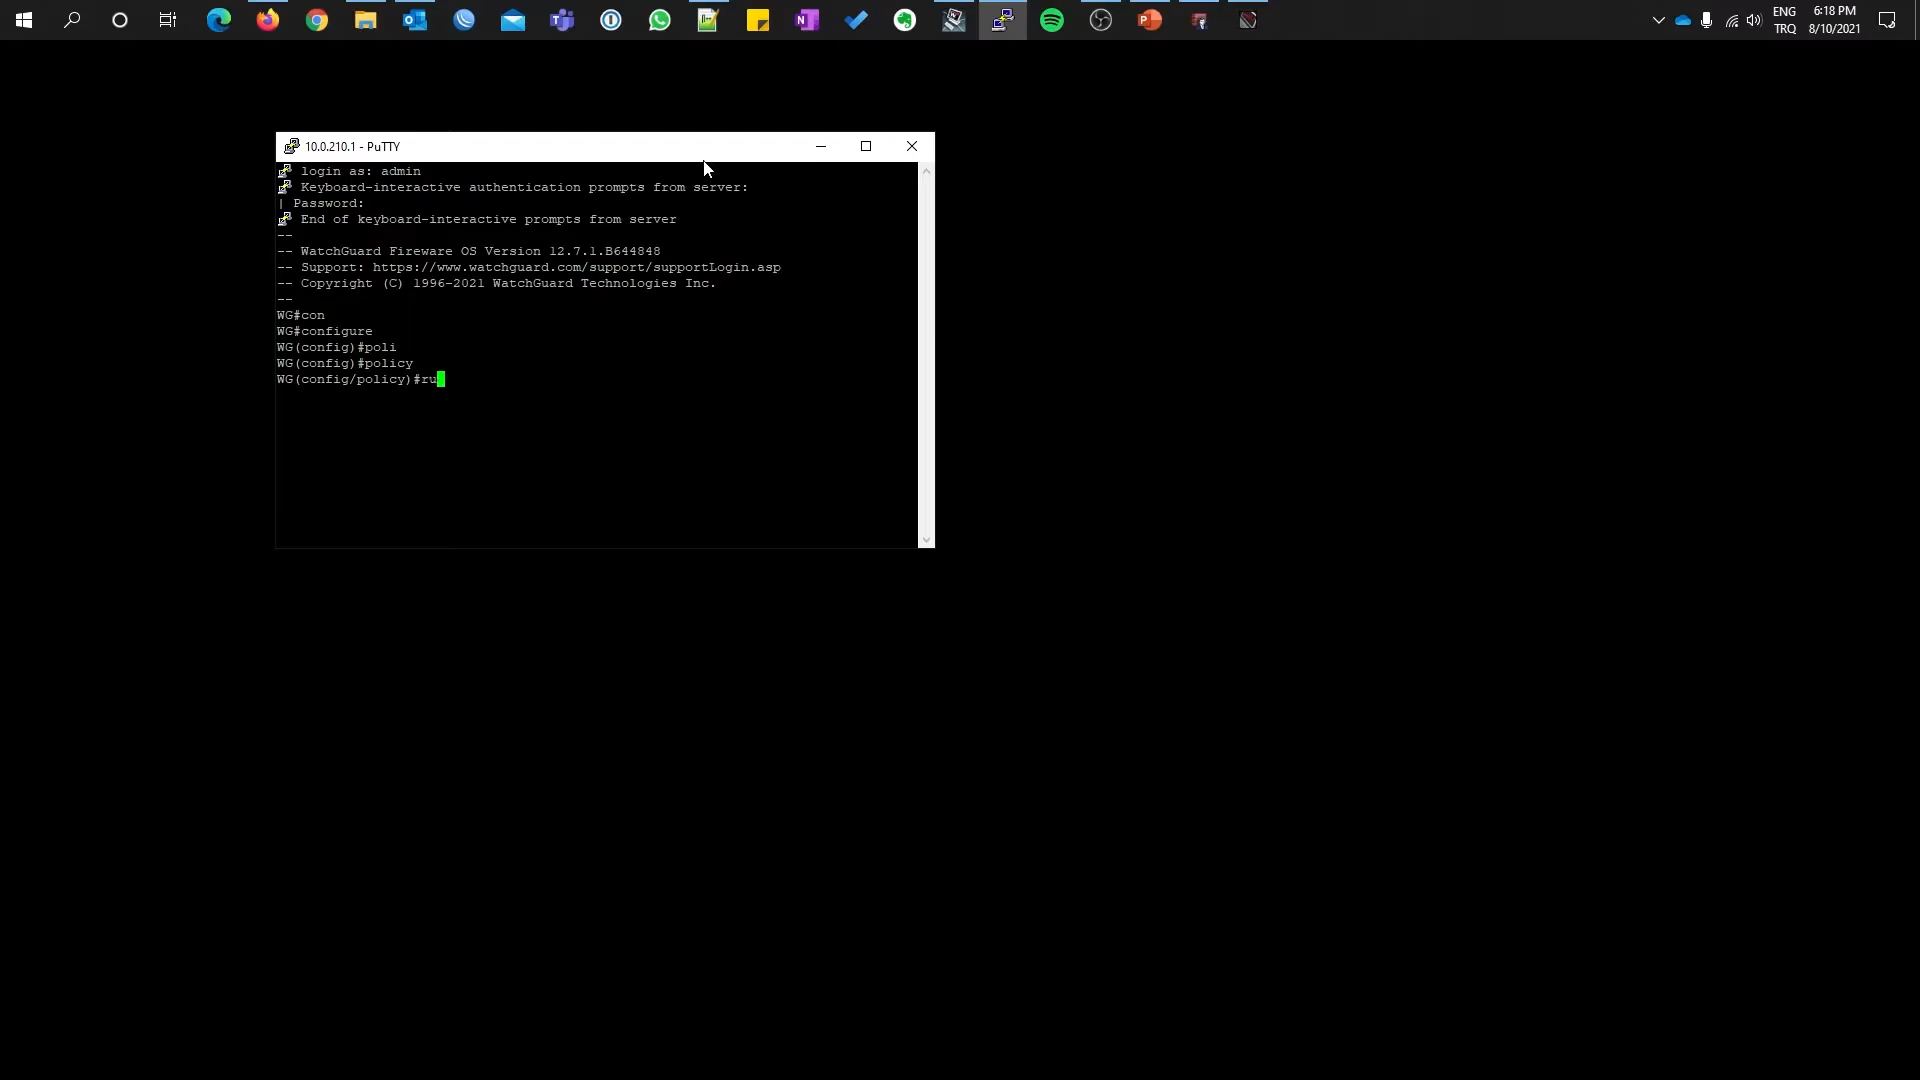 ENG
6:18 PM
TRQ
8/10/2021
10.0.210.1 - PuTTY
login as: admin
Keyboard-interactive authentication prompts from server:
| Password:
End of keyboard-interactive prompts from server
--
-- WatchGuard Fireware OS Version 12.7.1.B644848
-- Support: https://www.watchguard.com/support/supportLogin.asp
-- Copyright (C) 1996-2021 WatchGuard Technologies Inc.
--
WG#con
WG#configure
WG(config)#poli
WG(config)#policy
WG(config/policy)#ru